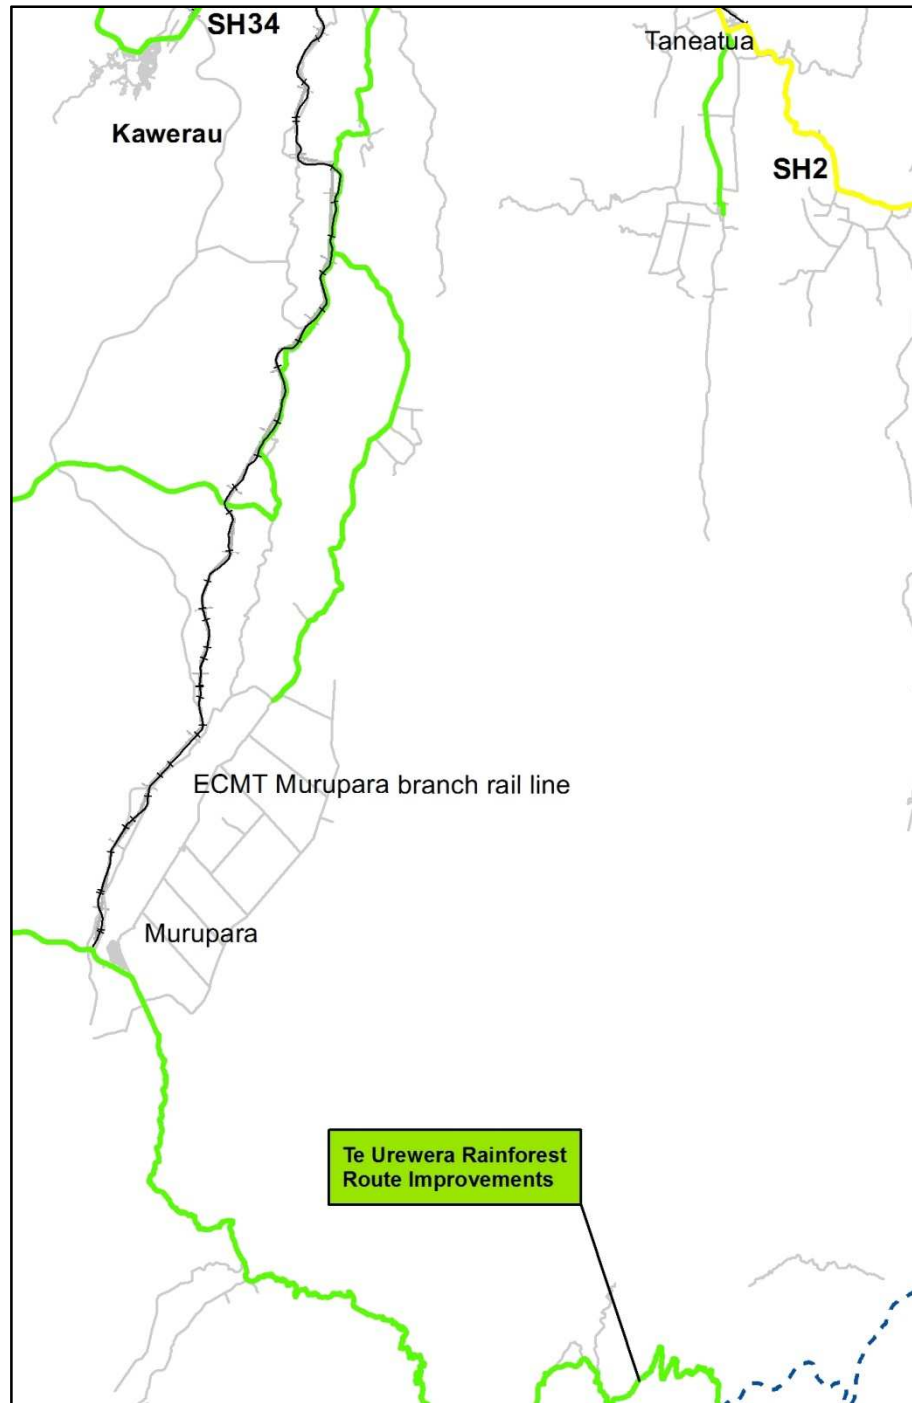 SH34
Taneatua
Kawerau
SH2
ECMT Murupara branch rail line
Murupara
Te Urewera Rainforest
Route Improvements